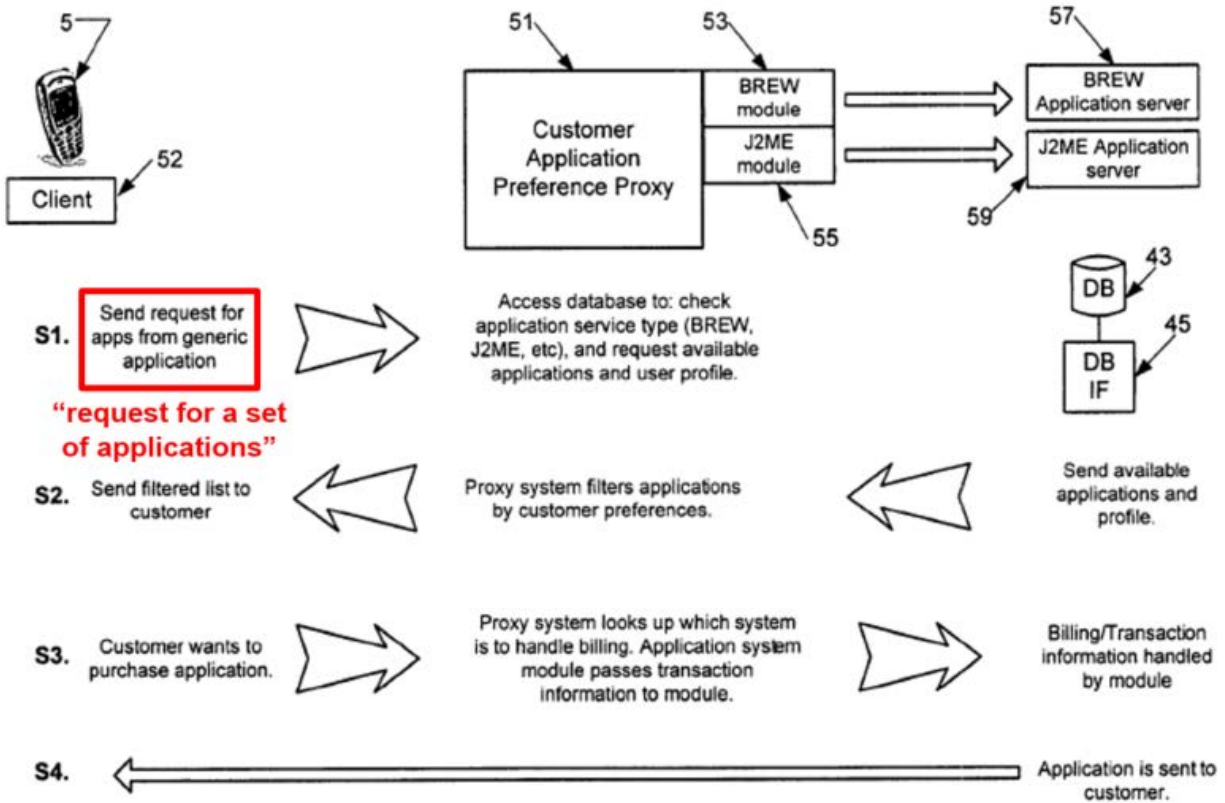 5
51
53
57
Customer
Application
Preference Proxy
BREW
module
J2ME
module
BREW
Application server
J2ME Application
server
52
Client
55
59
43
DB
45
DB
IF
S1.
Send request for
apps from generic
application
Access database to: check
application service type (BREW,
J2ME, etc), and request available
applications and user profile.
"request for a set
of applications"
S2.
Send filtered list to
customer
Proxy system filters applications
by customer preferences.
Send available
applications and
profile.
S3.
Customer wants to
purchase application.
Proxy system looks up which system
is to handle billing. Application system
module passes transaction
information to module.
Billing/Transaction
information handled
by module
S4.
Application is sent to
customer.